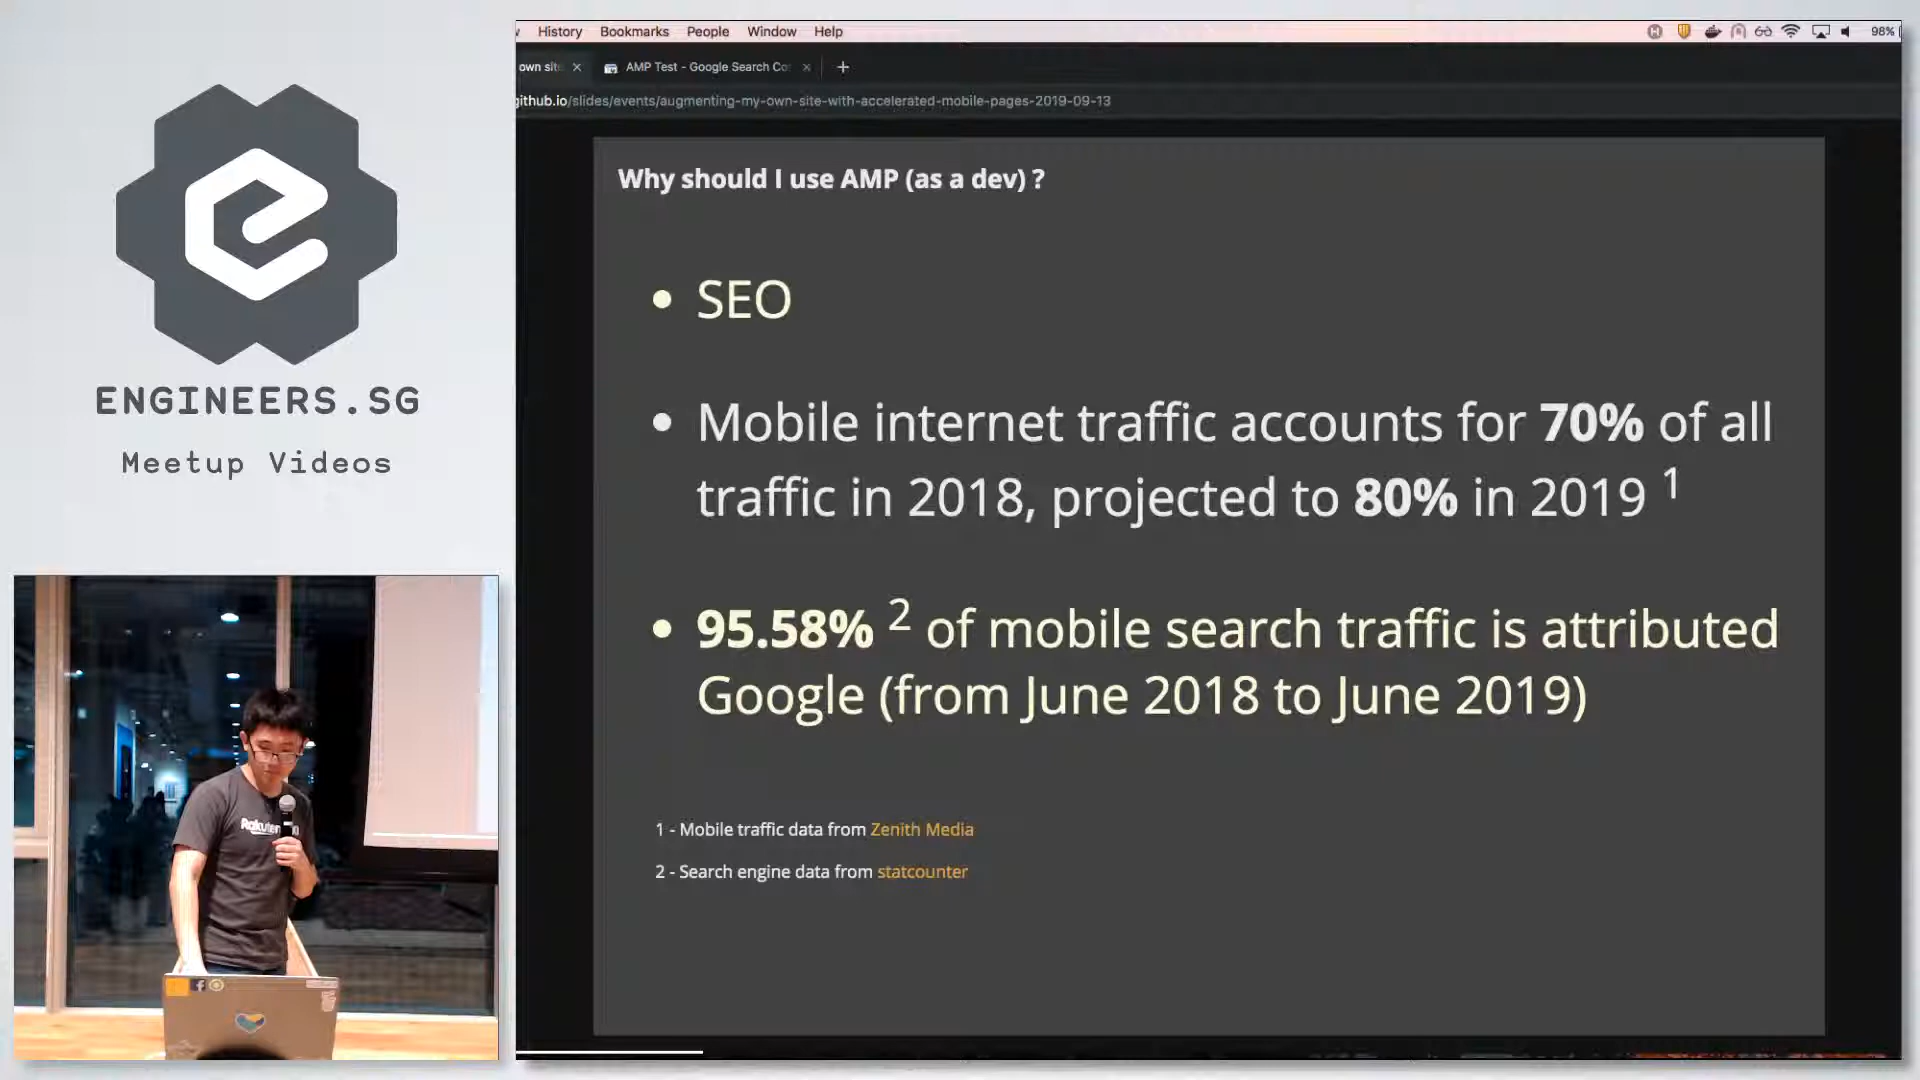 ENGINEERS.SG
Meetup Videos
History Bookmarks People Window Help
98%
own sit
AMP Test - Google Search Co
github.io/slides/events/augmenting-my-own-site-with-accelerated-mobile-pages-2019-09-13
Why should I use AMP (as a dev) ?
• SEO
• Mobile internet traffic accounts for 70% of all
traffic in 2018, projected to 80% in 2019 1
• 95.58% 2 of mobile search traffic is attributed
Google (from June 2018 to June 2019)
1 - Mobile traffic data from Zenith Media
2 - Search engine data from statcounter